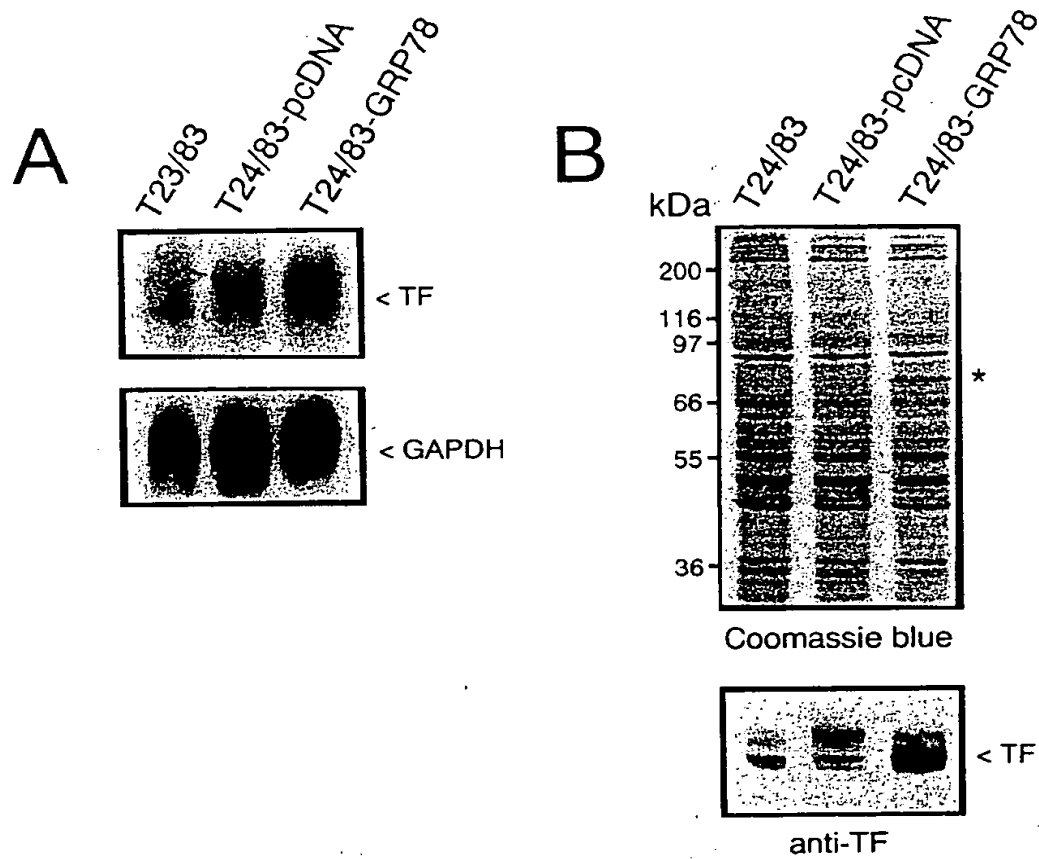 A
T23/83
T24/83-pcDNA
T24/83-GRP78
< TF
< GAPDH
B
kDa
T24/83
T24/83-pcDNA
T24/83-GRP78
200
116
97
*
66
55
36
Coomassie blue
< TF
anti-TF